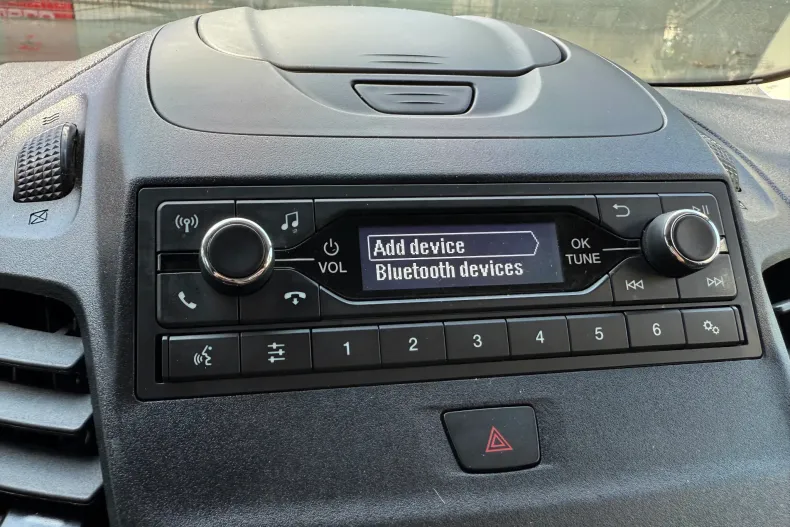 Add device
Bluetooth devices
VOL
OK
TUNE
1 2 3 4 5 6